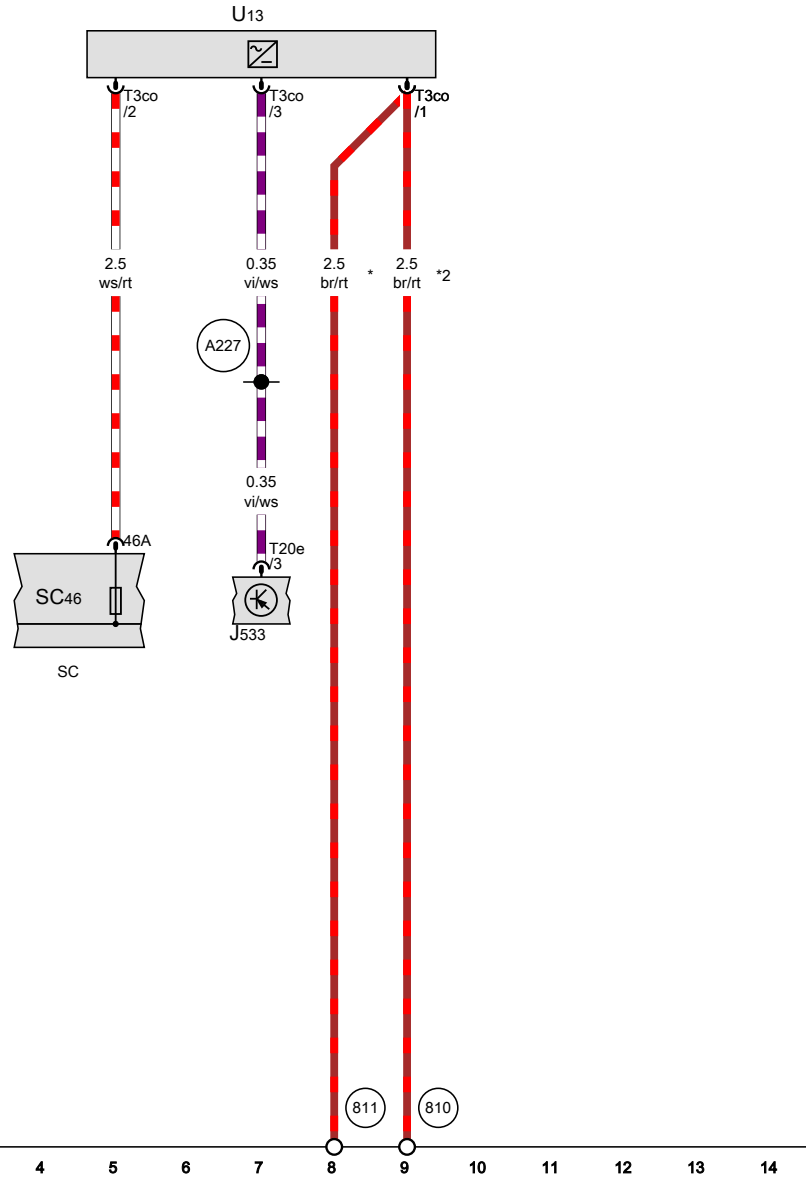 U13
T3co
/2
T3co
/3
T3co
/1
2.5
ws/rt
0.35
vi/ws
2.5
br/rt
*
2.5
br/rt
*2
A227
0.35
vi/ws
46A
T20e
/3
SC46
J533
SC
811
810
4 5 6 7 8 9 10 11 12 13 14